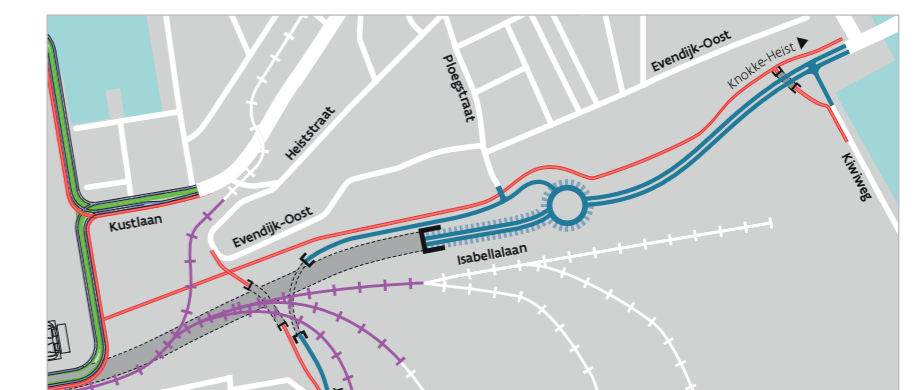 Evendijk-Oost
Knokke-Heist
Ploegstraat
Heiststraat
Kiwiweg
Kustlaan
Evendijk-Oost
Isabellalaan